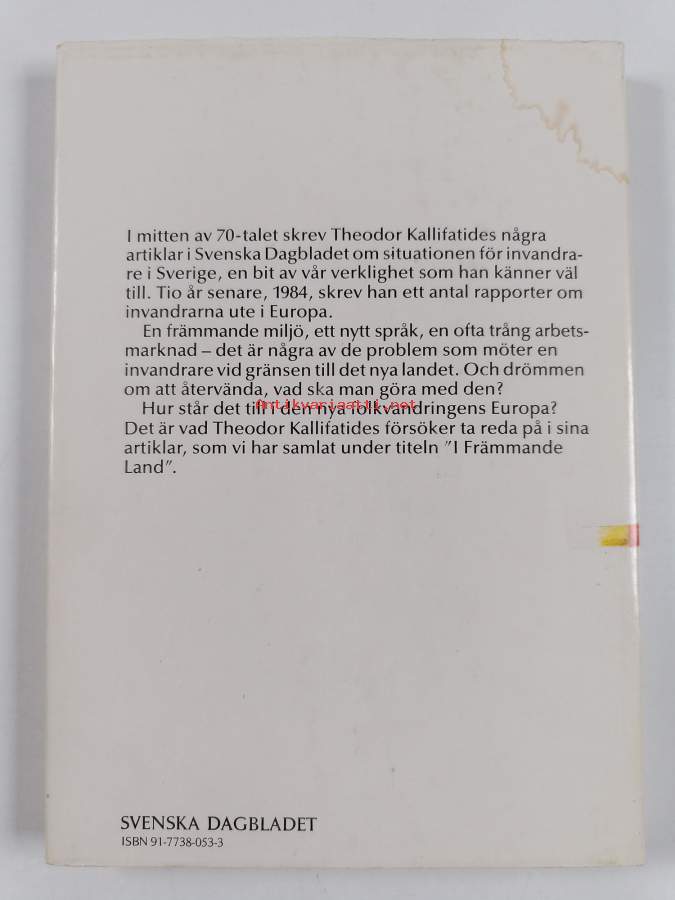 I mitten av 70-talet skrev Theodor Kallifatides några
artiklar i Svenska Dagbladet om situationen för invandra-
re i Sverige, en bit av vår verklighet som han känner väl
till. Tio år senare, 1984, skrev han ett antal rapporter om
invandrarna ute i Europa.
En främmande miljö, ett nytt språk, en ofta trång arbets-
marknad – det är några av de problem som möter en
invandrare vid gränsen till det nya landet. Och drömmen
om att återvända, vad ska man göra med den?
Hur står det till i den nya folkvandringens Europa?
Antikvariaatti.net
Det är vad Theodor Kallifatides försöker ta reda på i sina
artiklar, som vi har samlat under titeln ”I Främmande
Land”.
SVENSKA DAGBLADET
ISBN 91-7738-053-3